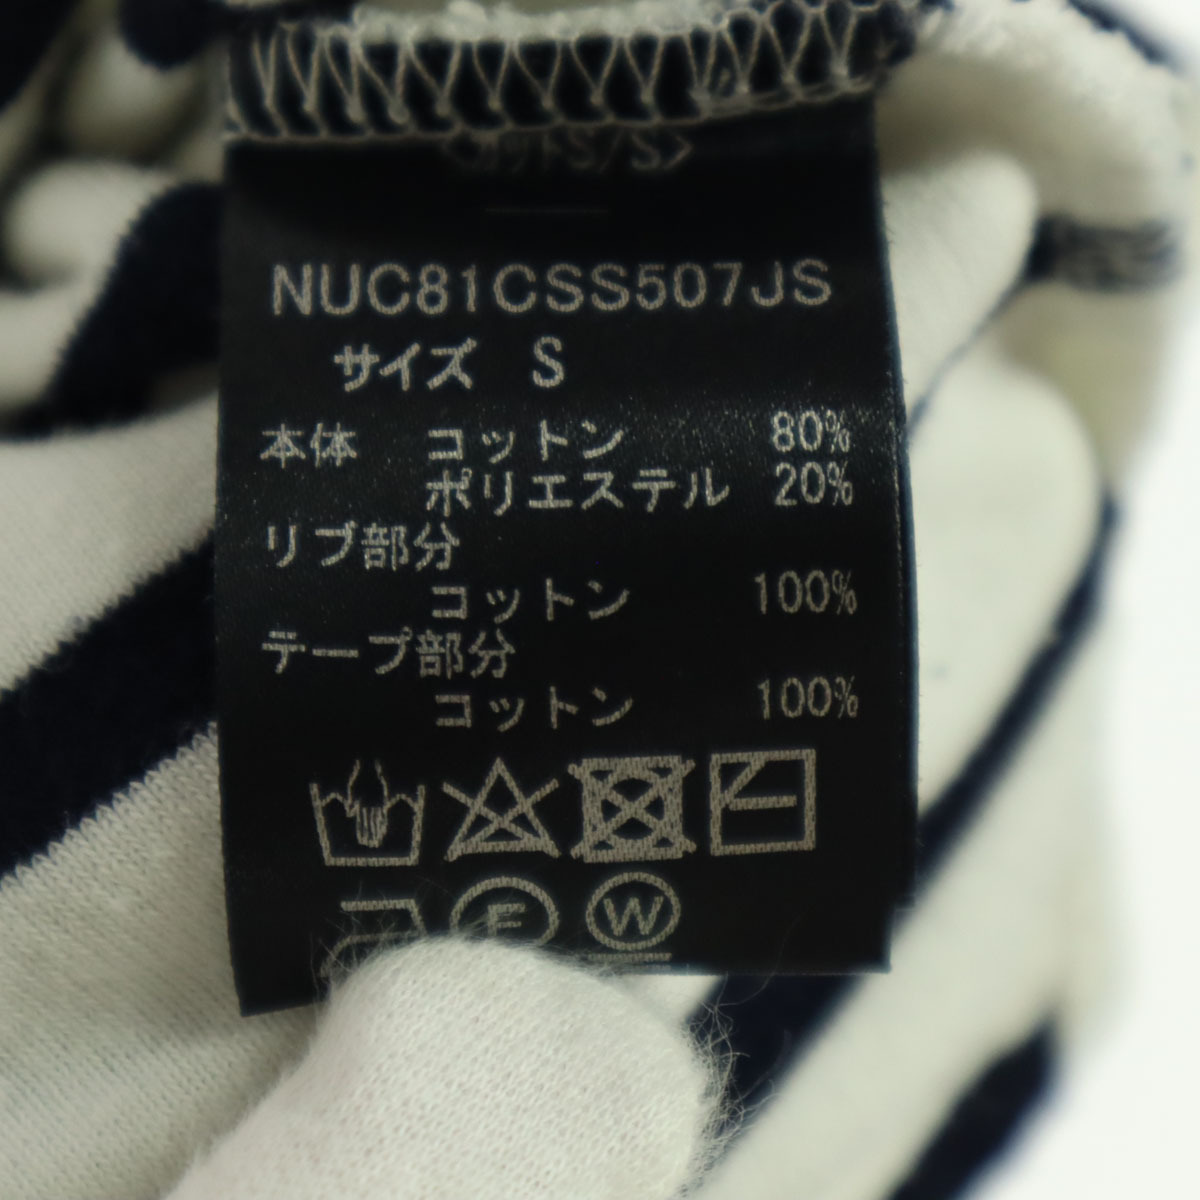 NUC81CSS507JS
サイズ S
本体 コットン 80%
ポリエステル 20%
リブ部分
コットン 100%
テープ部分
コットン 100%
F W